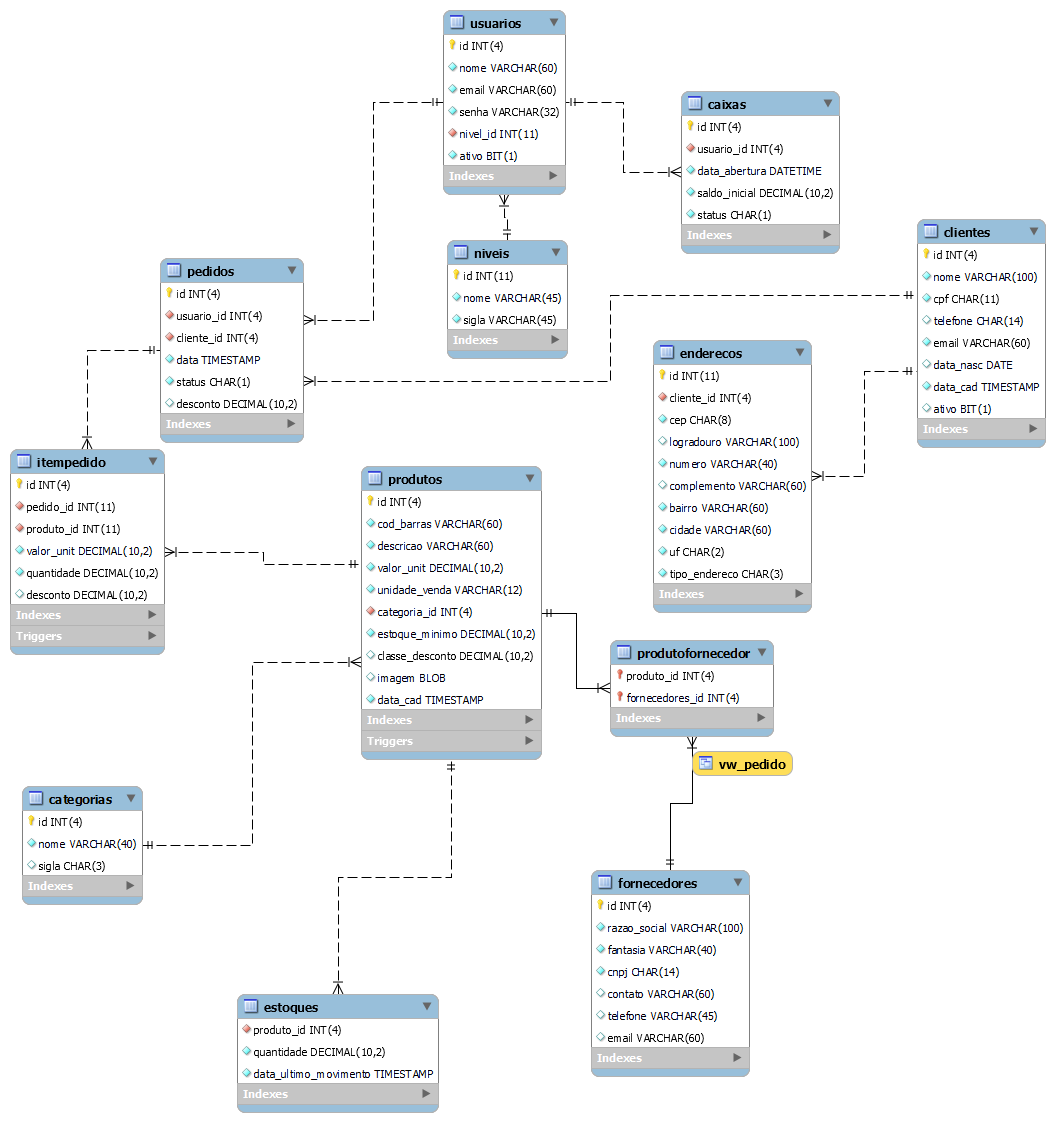 usuarios
id INT(4)
nome VARCHAR(60)
email VARCHAR(60)
senha VARCHAR(32)
nivel_id INT(11)
ativo BIT(1)
Indexes
caixas
id INT(4)
usuario_id INT(4)
data_abertura DATETIME
saldo_inicial DECIMAL(10,2)
status CHAR(1)
Indexes
clientes
id INT(4)
nome VARCHAR(100)
cpf CHAR(11)
telefone CHAR(14)
email VARCHAR(60)
data_nasc DATE
data_cad TIMESTAMP
ativo BIT(1)
Indexes
niveis
id INT(11)
nome VARCHAR(45)
sigla VARCHAR(45)
Indexes
pedidos
id INT(4)
usuario_id INT(4)
cliente_id INT(4)
data TIMESTAMP
status CHAR(1)
desconto DECIMAL(10,2)
Indexes
enderecos
id INT(11)
cliente_id INT(4)
cep CHAR(8)
logradouro VARCHAR(100)
numero VARCHAR(40)
complemento VARCHAR(60)
bairro VARCHAR(60)
cidade VARCHAR(60)
uf CHAR(2)
tipo_endereco CHAR(3)
Indexes
itempedido
id INT(4)
pedido_id INT(11)
produto_id INT(11)
valor_unit DECIMAL(10,2)
quantidade DECIMAL(10,2)
desconto DECIMAL(10,2)
Indexes
Triggers
produtos
id INT(4)
cod_barras VARCHAR(60)
descricao VARCHAR(60)
valor_unit DECIMAL(10,2)
unidade_venda VARCHAR(12)
categoria_id INT(4)
estoque_minimo DECIMAL(10,2)
classe_desconto DECIMAL(10,2)
imagem BLOB
data_cad TIMESTAMP
Indexes
Triggers
produtofornecedor
produto_id INT(4)
fornecedores_id INT(4)
Indexes
vw_pedido
categorias
id INT(4)
nome VARCHAR(40)
sigla CHAR(3)
Indexes
fornecedores
id INT(4)
razao_social VARCHAR(100)
fantasia VARCHAR(40)
cnpj CHAR(14)
contato VARCHAR(60)
telefone VARCHAR(45)
email VARCHAR(60)
Indexes
estoques
produto_id INT(4)
quantidade DECIMAL(10,2)
data_ultimo_movimento TIMESTAMP
Indexes